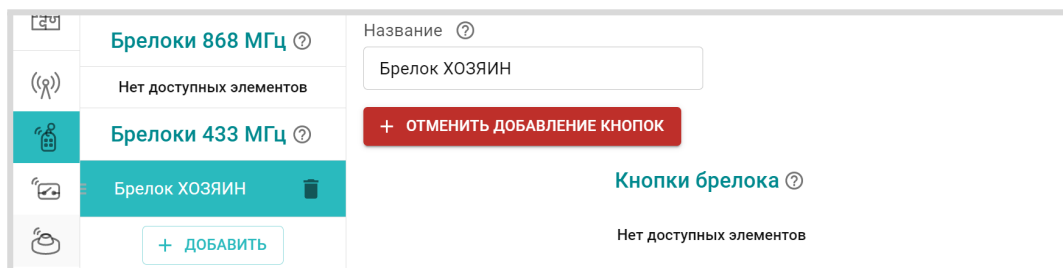 Брелоки 868 МГц
Нет доступных элементов
Брелоки 433 МГц
Брелок ХОЗЯИН
+ ДОБАВИТЬ
Название
Брелок ХОЗЯИН
+ ОТМЕНИТЬ ДОБАВЛЕНИЕ КНОПОК
Кнопки брелока
Нет доступных элементов